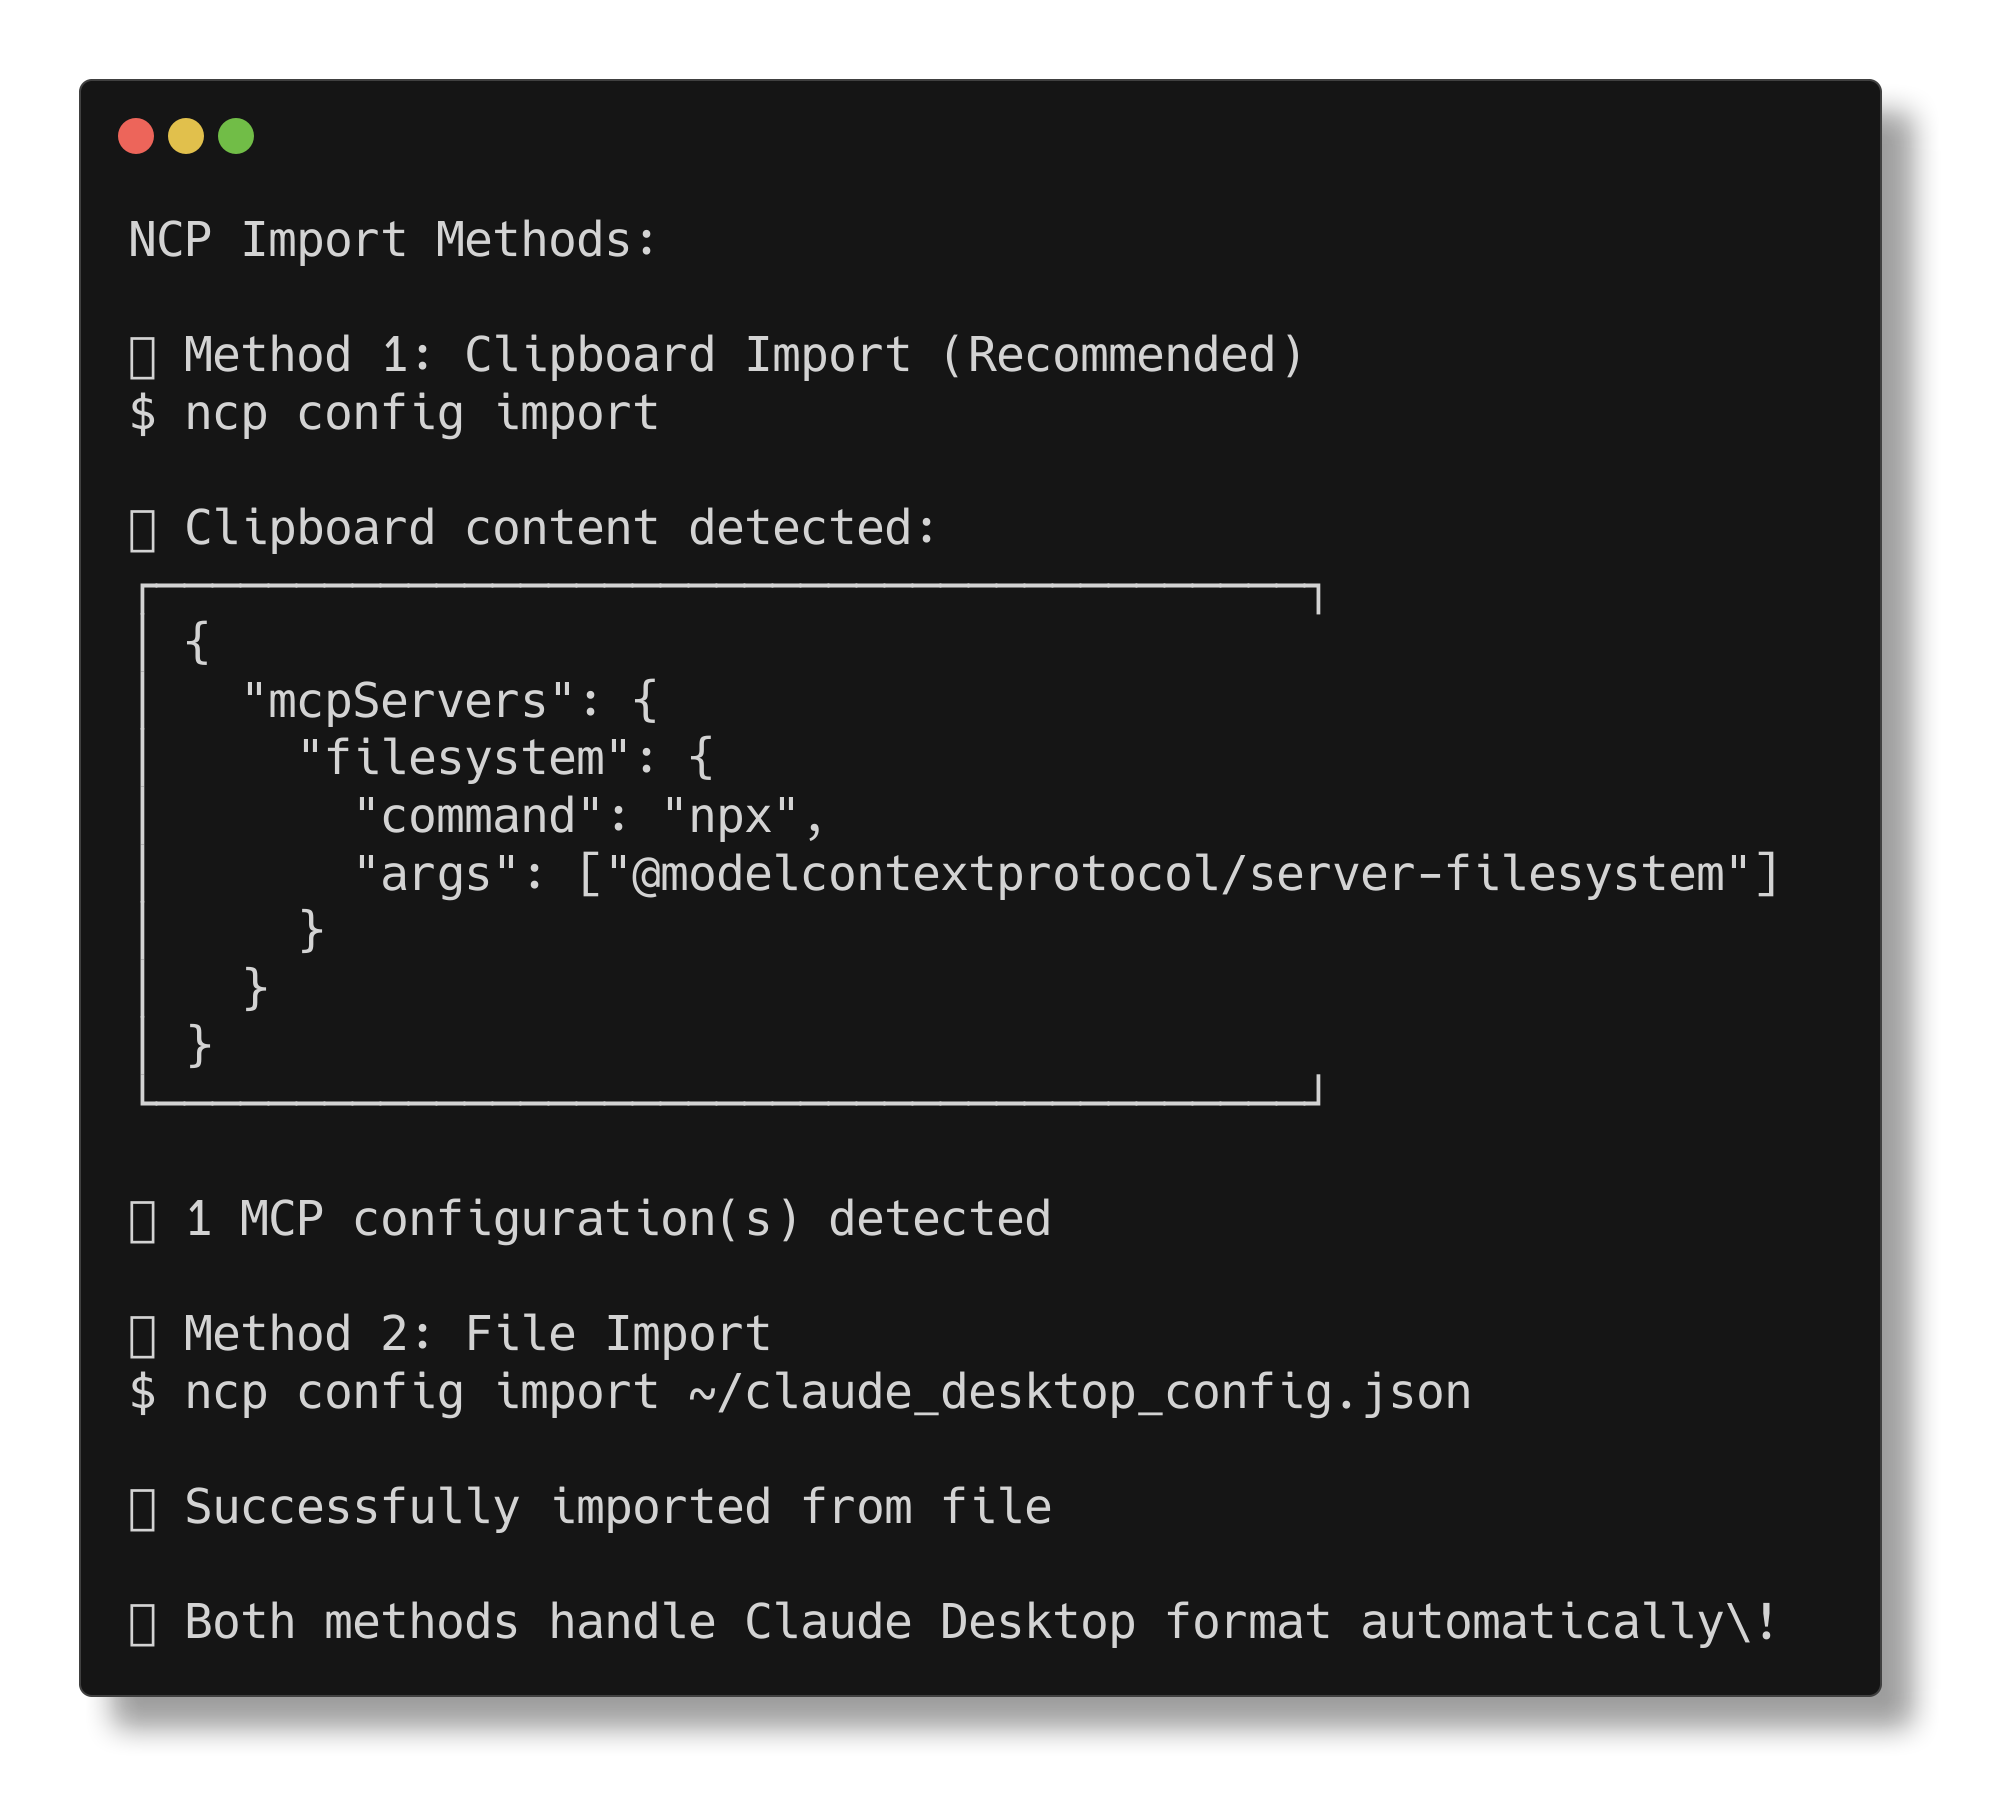 NCP Import Methods:
▯ Method 1: Clipboard Import (Recommended)
$ ncp config import
▯ Clipboard content detected:
{
"mcpServers": {
"filesystem": {
"command": "npx",
"args": ["@modelcontextprotocol/server-filesystem"]
}
}
}
▯ 1 MCP configuration(s) detected
▯ Method 2: File Import
$ ncp config import ~/claude_desktop_config.json
▯ Successfully imported from file
▯ Both methods handle Claude Desktop format automatically\!